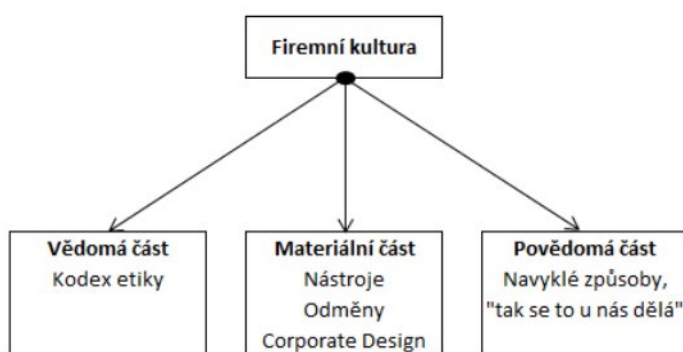 Firemní kultura
Vědomá část
Kodex etiky
Materiální část
Nástroje
Odměny
Corporate Design
Povědomá část
Navyklé způsoby,
"tak se to u nás dělá"